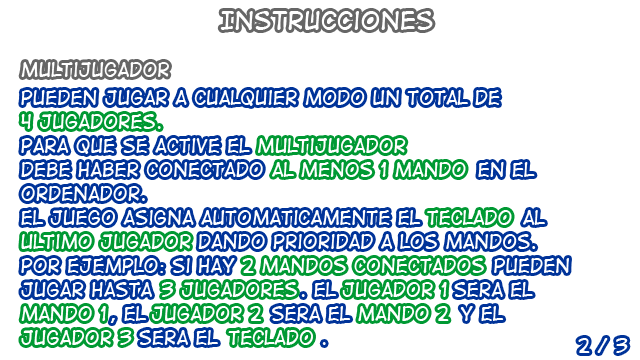 INSTRUCCIONES
MULTIJUGADOR
PUEDEN JUGAR A CUALQUIER MODO UN TOTAL DE
4 JUGADORES.
PARA QUE SE ACTIVE EL MULTIJUGADOR
DEBE HABER CONECTADO AL MENOS 1 MANDO EN EL
ORDENADOR.
EL JUEGO ASIGNA AUTOMATICAMENTE EL TECLADO AL
ULTIMO JUGADOR DANDO PRIORIDAD A LOS MANDOS.
POR EJEMPLO: SI HAY 2 MANDOS CONECTADOS PUEDEN
JUGAR HASTA 3 JUGADORES. EL JUGADOR 1 SERA EL
MANDO 1, EL JUGADOR 2 SERA EL MANDO 2 Y EL
JUGADOR 3 SERA EL TECLADO .
2 / 3